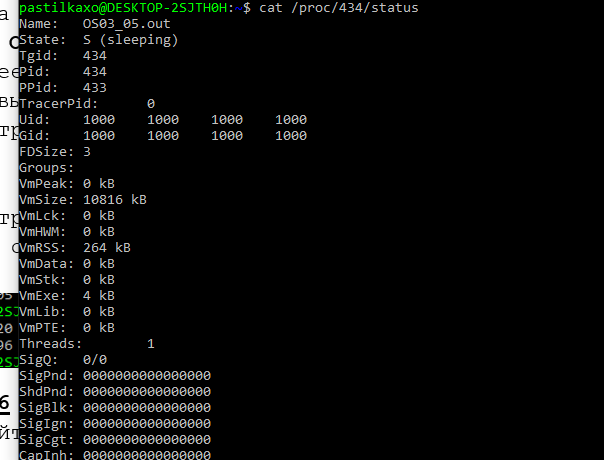 pastilkaxo@DESKTOP-2SJTH0H:~$ cat /proc/434/status
Name:   OS03_05.out
State:  S (sleeping)
Tgid:   434
Pid:    434
PPid:   433
TracerPid:      0
Uid:    1000    1000    1000    1000
Gid:    1000    1000    1000    1000
FDSize: 3
Groups:
VmPeak: 0 kB
VmSize: 10816 kB
VmLck:  0 kB
VmHWM:  0 kB
VmRSS:  264 kB
VmData: 0 kB
VmStk:  0 kB
VmExe:  4 kB
VmLib:  0 kB
VmPTE:  0 kB
Threads:        1
SigQ:   0/0
SigPnd: 0000000000000000
ShdPnd: 0000000000000000
SigBlk: 0000000000000000
SigIgn: 0000000000000000
SigCgt: 0000000000000000
CapInh: 0000000000000000